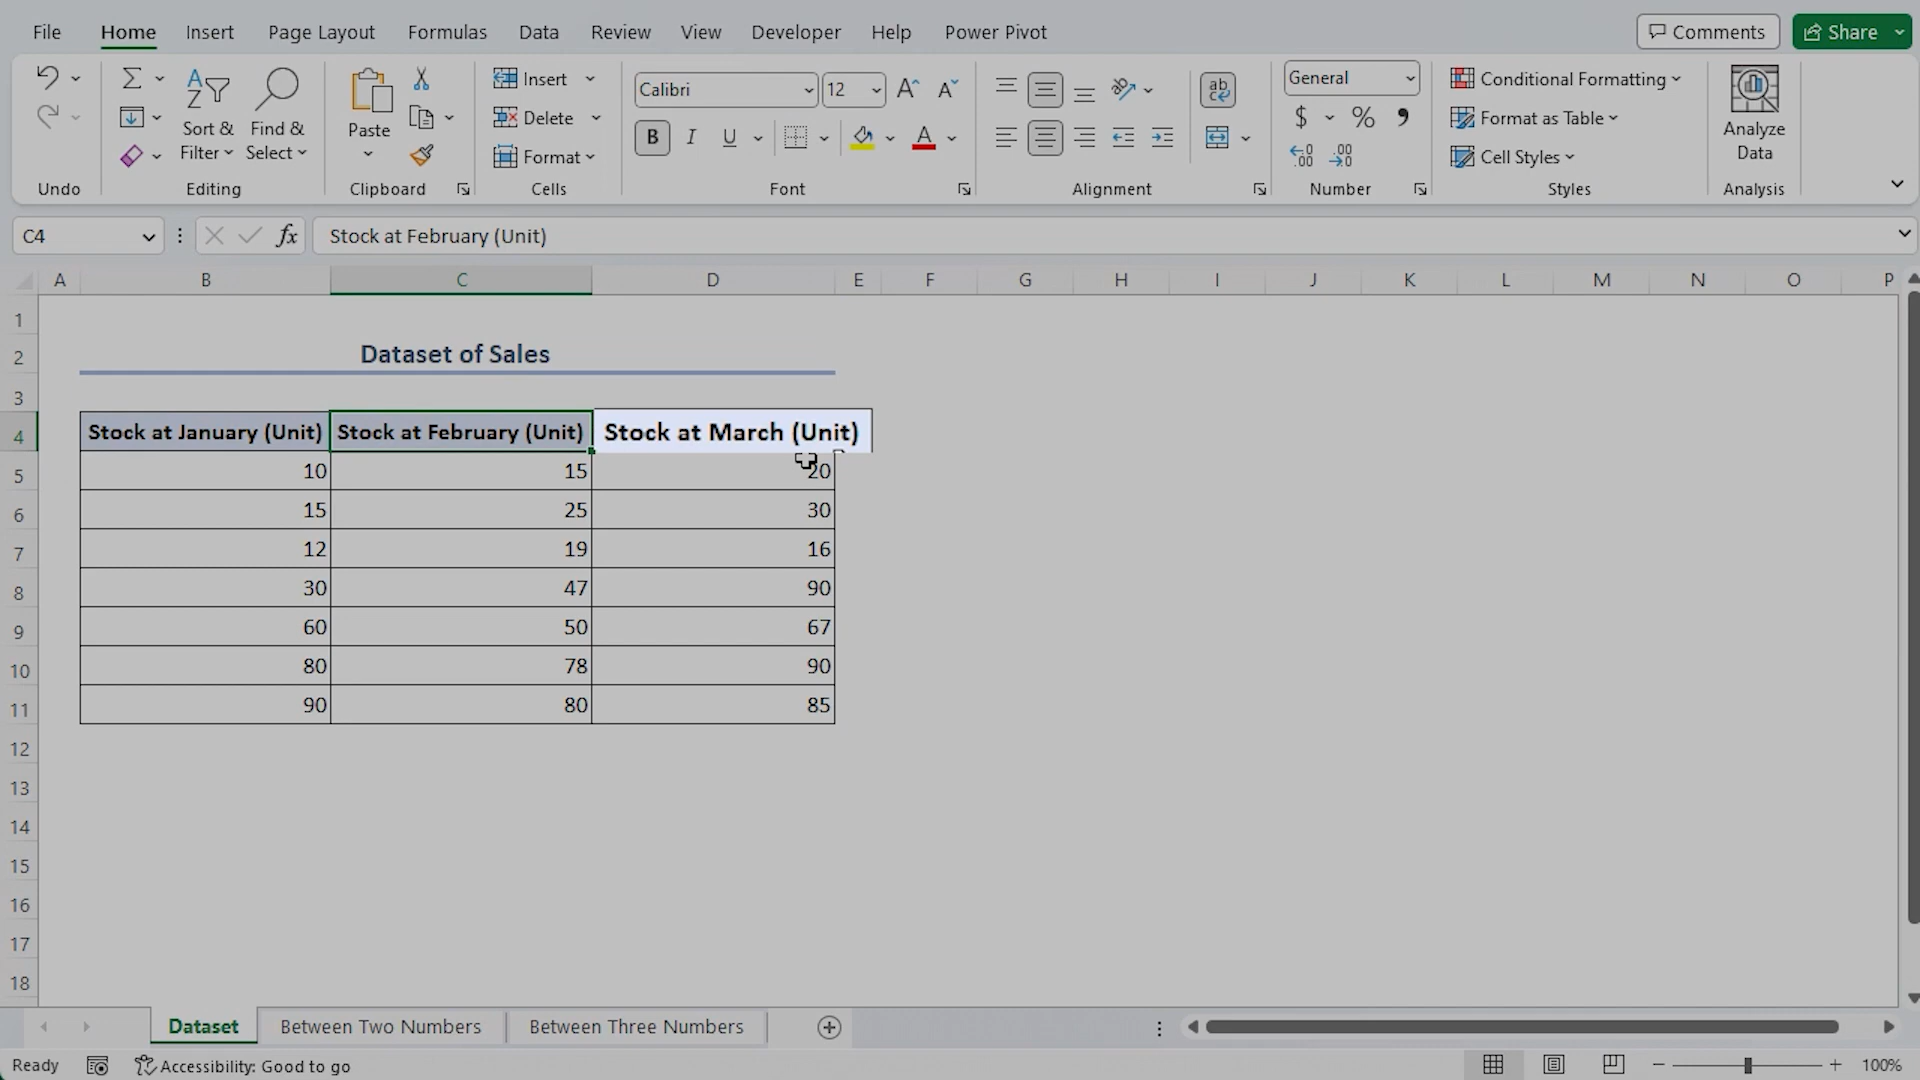 File Home Insert Page Layout Formulas Data Review View Developer Help Power Pivot Comments Share
Sort & Filter Find & Select Paste Insert Delete Format Calibri 12 B I U General $ % Conditional Formatting Format as Table Cell Styles Analyze Data
Undo Editing Clipboard Cells Font Alignment Number Styles Analysis
C4 fx Stock at February (Unit)
A B C D E F G H I J K L M N O P
1
2 Dataset of Sales
3
4 Stock at January (Unit) Stock at February (Unit) Stock at March (Unit)
5 10 15 20
6 15 25 30
7 12 19 16
8 30 47 90
9 60 50 67
10 80 78 90
11 90 80 85
12
13
14
15
16
17
18
Dataset Between Two Numbers Between Three Numbers
Ready Accessibility: Good to go 100%